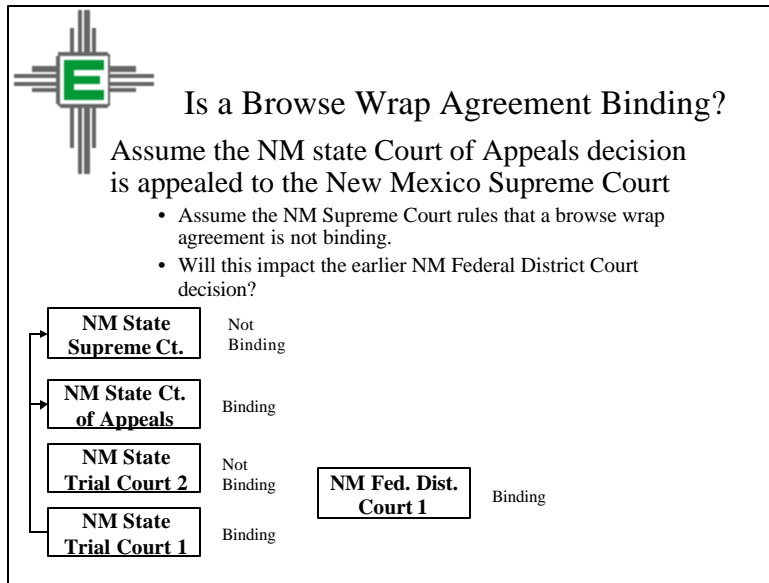 E
Is a Browse Wrap Agreement Binding?
Assume the NM state Court of Appeals decision
is appealed to the New Mexico Supreme Court
• Assume the NM Supreme Court rules that a browse wrap
agreement is not binding.
• Will this impact the earlier NM Federal District Court
decision?
NM State
Supreme Ct.
Not
Binding
NM State Ct.
of Appeals
Binding
NM State
Trial Court 2
Not
Binding
NM Fed. Dist.
Court 1
Binding
NM State
Trial Court 1
Binding